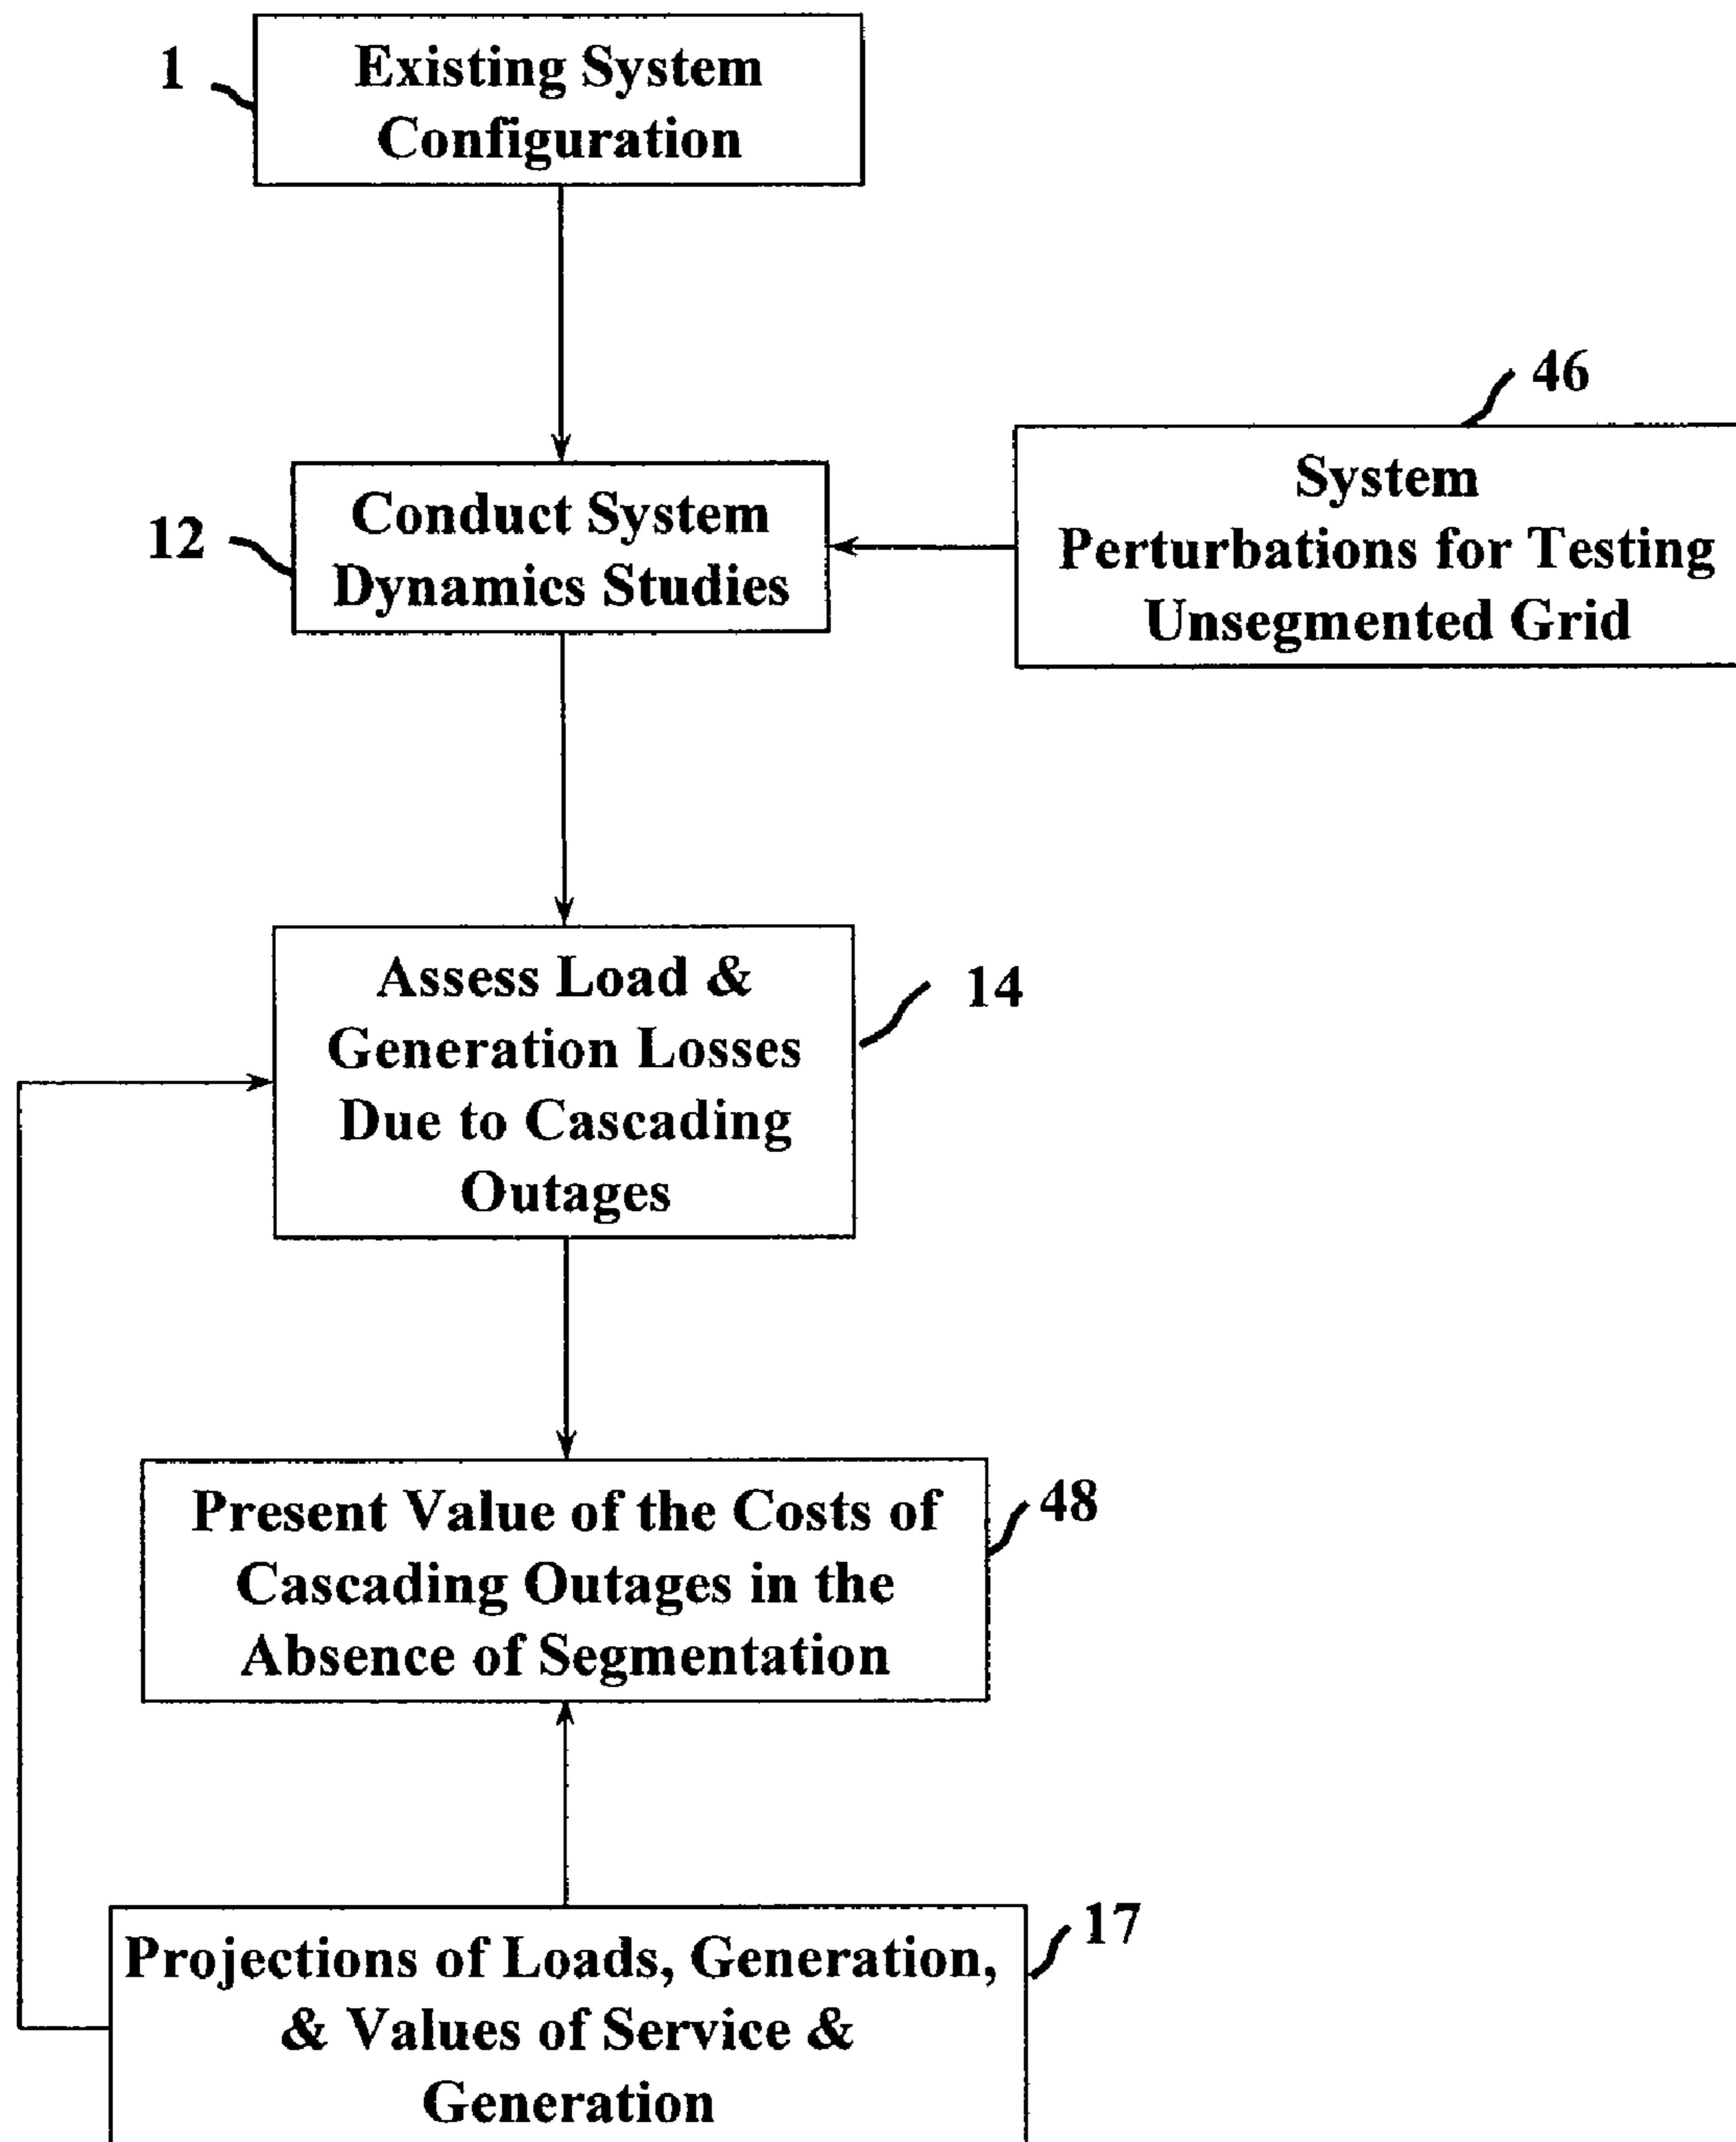 1
Existing System
Configuration
46
System
Perturbations for Testing
Unsegmented Grid
12
Conduct System
Dynamics Studies
14
Assess Load &
Generation Losses
Due to Cascading
Outages
48
Present Value of the Costs of
Cascading Outages in the
Absence of Segmentation
17
Projections of Loads, Generation,
& Values of Service &
Generation